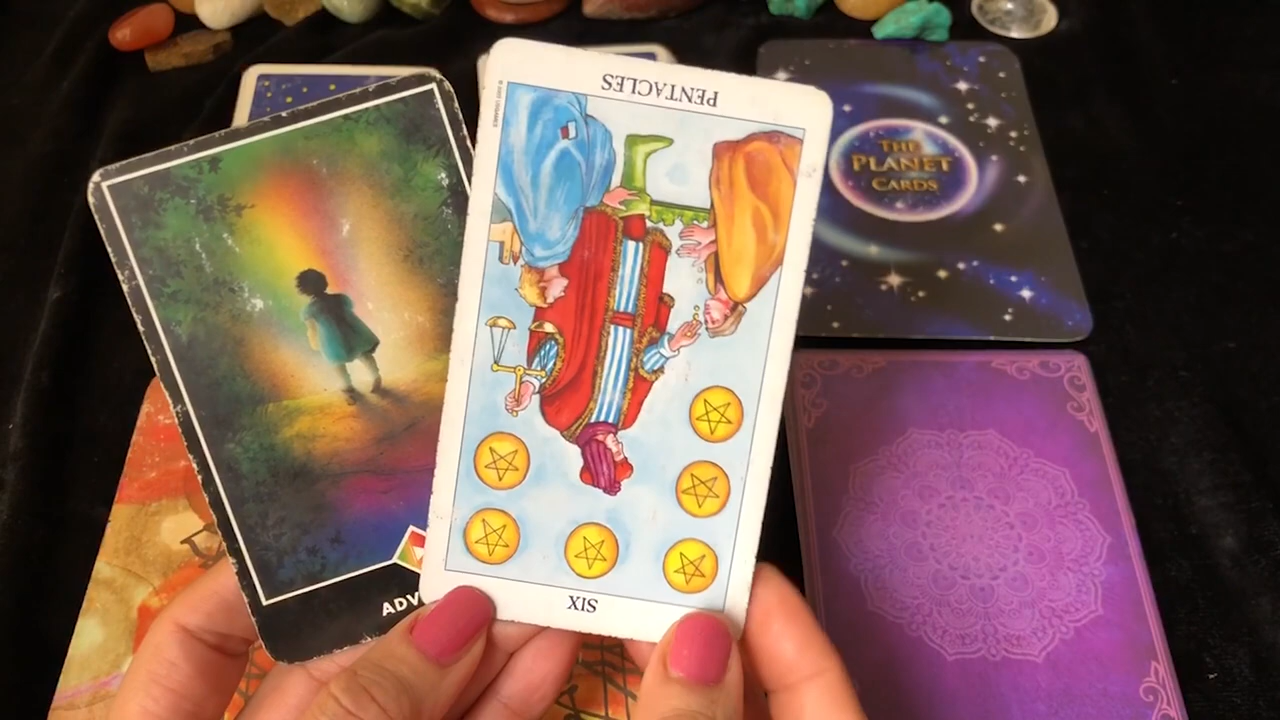 PENTACLES
THE
PLANET
CARDS
SIX
ADV